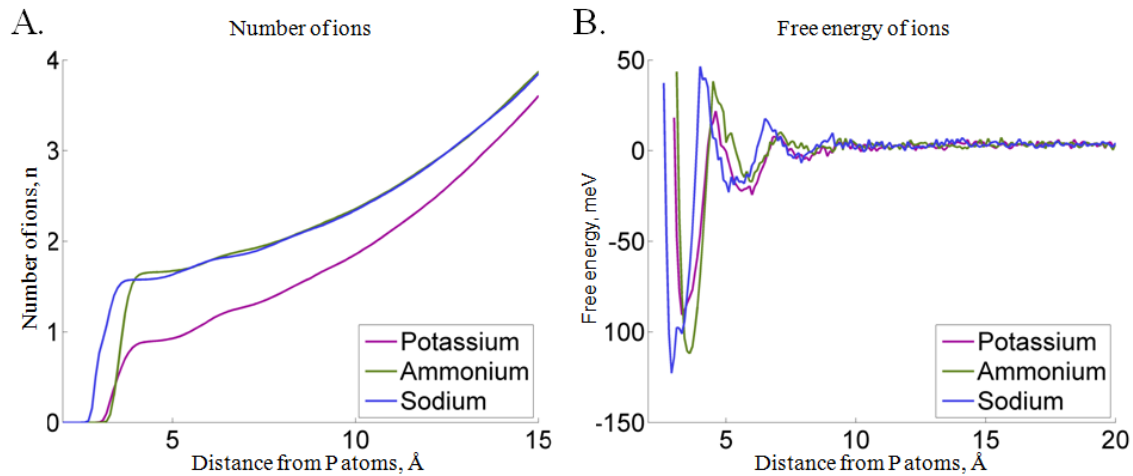 A.
Number of ions
Number of ions, n
4
3
2
1
0
5
10
15
Distance from P atoms, Å
Potassium
Ammonium
Sodium
B.
Free energy of ions
Free energy, meV
50
0
-50
100
-150
5
10
15
20
Distance from P atoms, Å
Potassium
Ammonium
Sodium